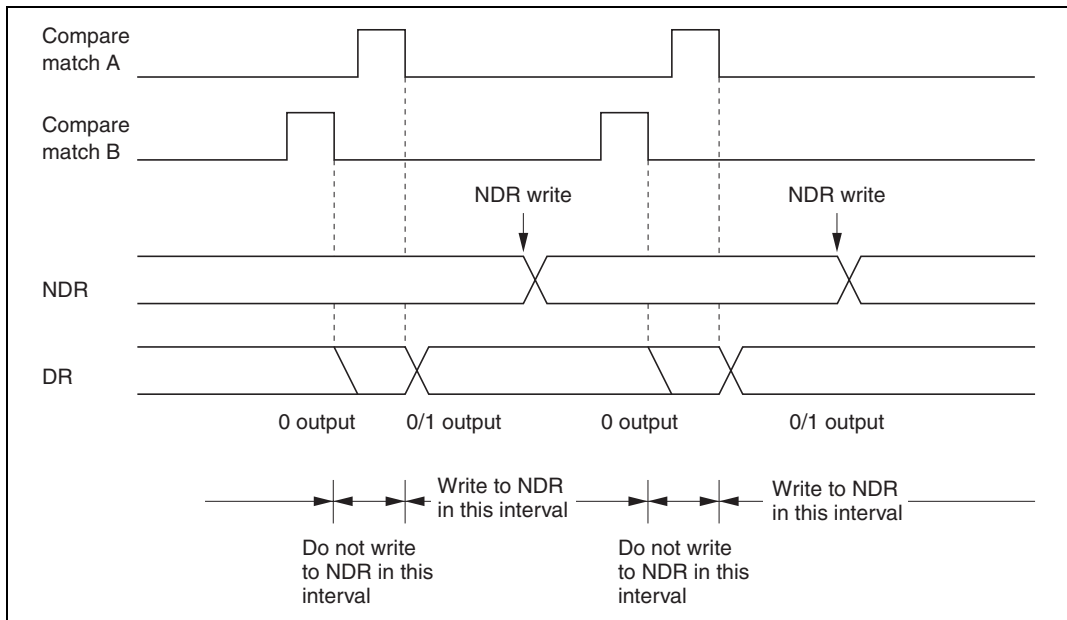 Compare
match A
Compare
match B
NDR write
NDR write
NDR
DR
0 output
0/1 output
0 output
0/1 output
Write to NDR
in this interval
Write to NDR
in this interval
Do not write
to NDR in this
interval
Do not write
to NDR in this
interval